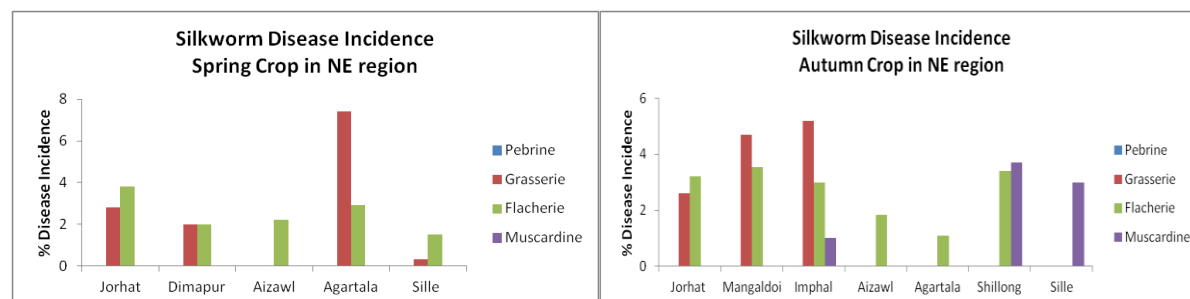 Silkworm Disease Incidence
Spring Crop in NE region
% Disease Incidence
8
6
4
2
0
Jorhat Dimapur Aizawl Agartala Sille
Pebrine
Grasserie
Flacherie
Muscardine
Silkworm Disease Incidence
Autumn Crop in NE region
% Disease Incidence
6
4
2
0
Jorhat Mangaldoi Imphal Aizawl Agartala Shillong Sille
Pebrine
Grasserie
Flacherie
Muscardine